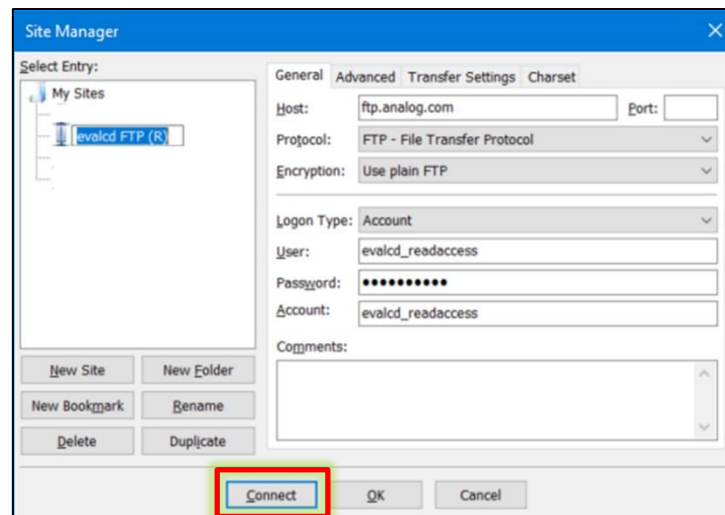 Site Manager
Select Entry:
My Sites
evalcd FTP (R)
New Site
New Folder
New Bookmark
Rename
Delete
Duplicate
General Advanced Transfer Settings Charset
Host: ftp.analog.com Port:
Protocol: FTP - File Transfer Protocol
Encryption: Use plain FTP
Logon Type: Account
User: evalcd_readaccess
Password: ●●●●●●●●●●
Account: evalcd_readaccess
Comments:
Connect OK Cancel